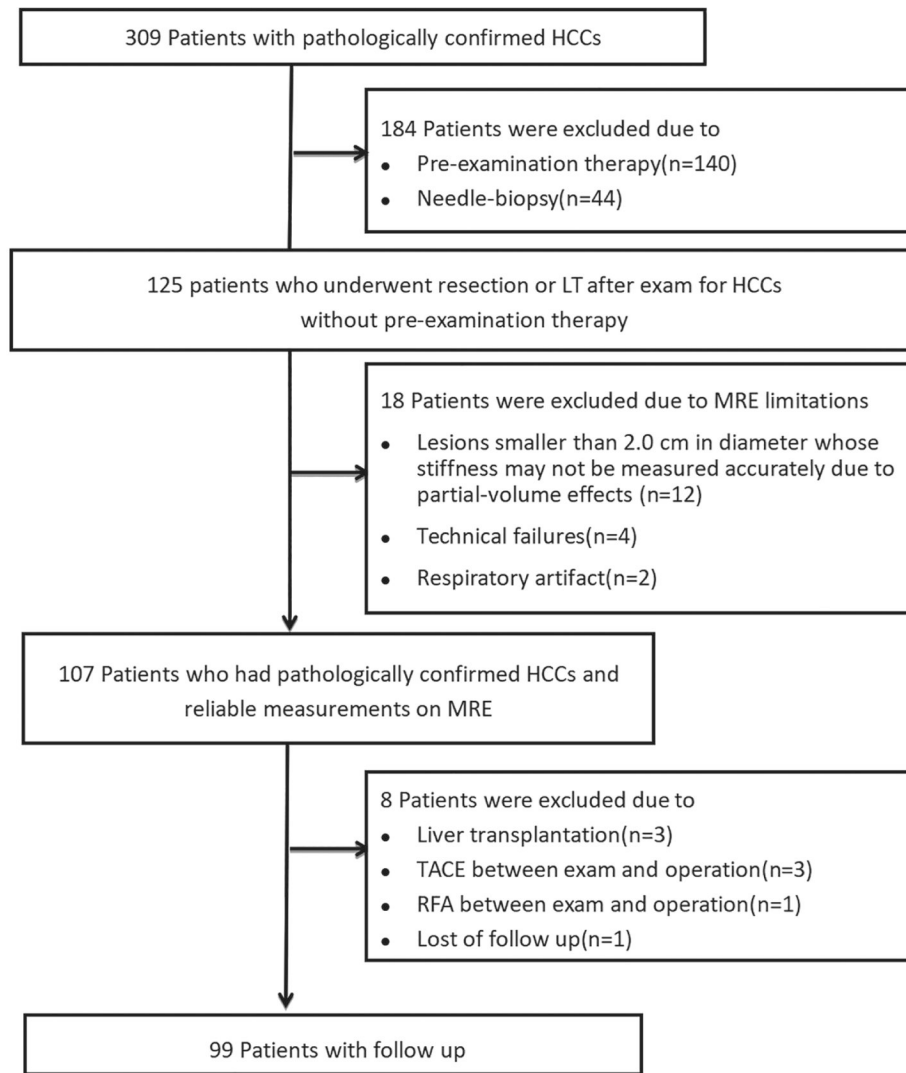 309 Patients with pathologically confirmed HCCs
184 Patients were excluded due to
• Pre-examination therapy(n=140)
• Needle-biopsy(n=44)
125 patients who underwent resection or LT after exam for HCCs
without pre-examination therapy
18 Patients were excluded due to MRE limitations
• Lesions smaller than 2.0 cm in diameter whose
stiffness may not be measured accurately due to
partial-volume effects (n=12)
• Technical failures(n=4)
• Respiratory artifact(n=2)
107 Patients who had pathologically confirmed HCCs and
reliable measurements on MRE
8 Patients were excluded due to
• Liver transplantation(n=3)
• TACE between exam and operation(n=3)
• RFA between exam and operation(n=1)
• Lost of follow up(n=1)
99 Patients with follow up